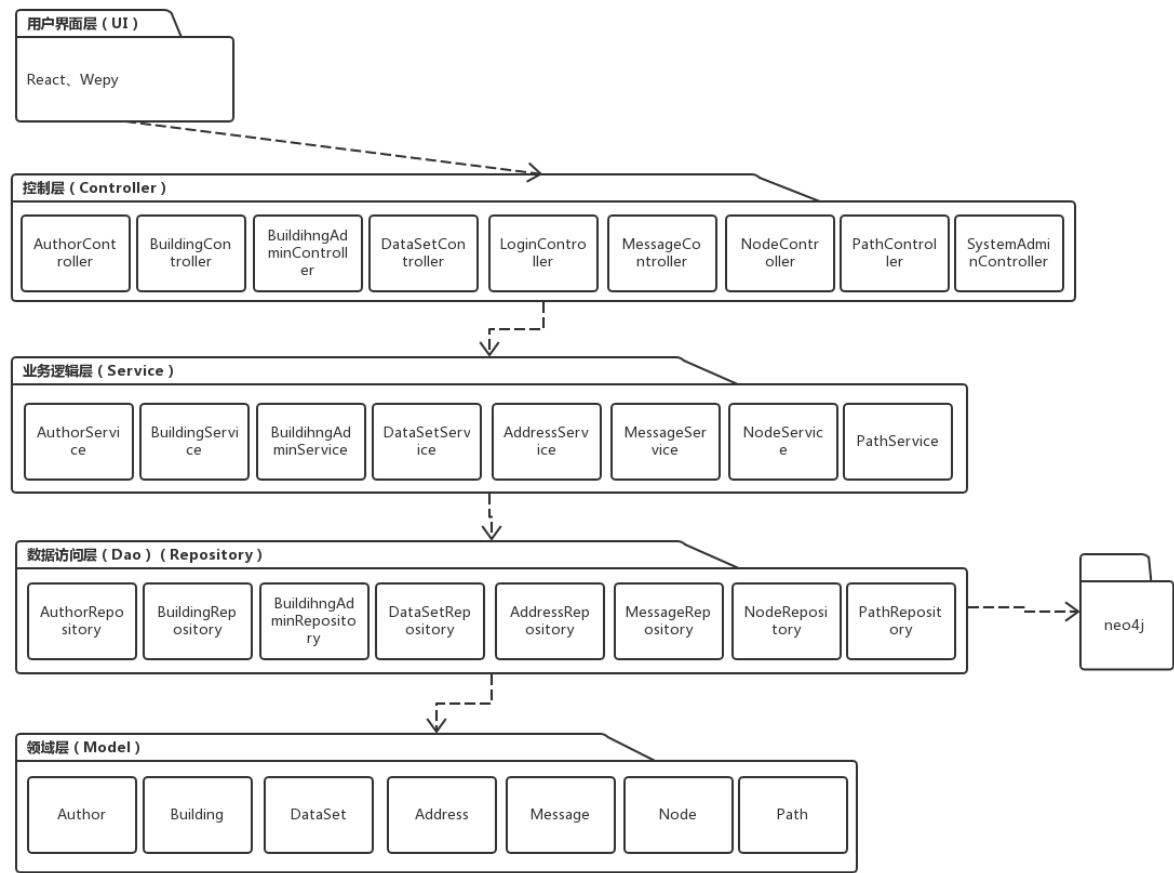 用户界面层（UI）
React、Wepy
控制层（Controller）
AuthorCont
roller
BuildingCon
troller
BuildihngAd
minControll
er
DataSetCon
troller
LoginContro
ller
MessageCo
ntroller
NodeContr
oller
PathControl
ler
SystemAdmi
nController
业务逻辑层（Service）
AuthorServi
ce
BuildingServi
ce
BuildihngAd
minService
DataSetServ
ice
AddressServ
ice
MessageSer
vice
NodeServic
e
PathService
数据访问层（Dao）（Repository）
AuthorRepo
sitory
BuildingRep
ository
BuildihngAd
minReposito
ry
DataSetRep
ository
AddressRep
ository
MessageRep
ository
NodeReposi
tory
PathReposit
ory
neo4j
领域层（Model）
Author
Building
DataSet
Address
Message
Node
Path